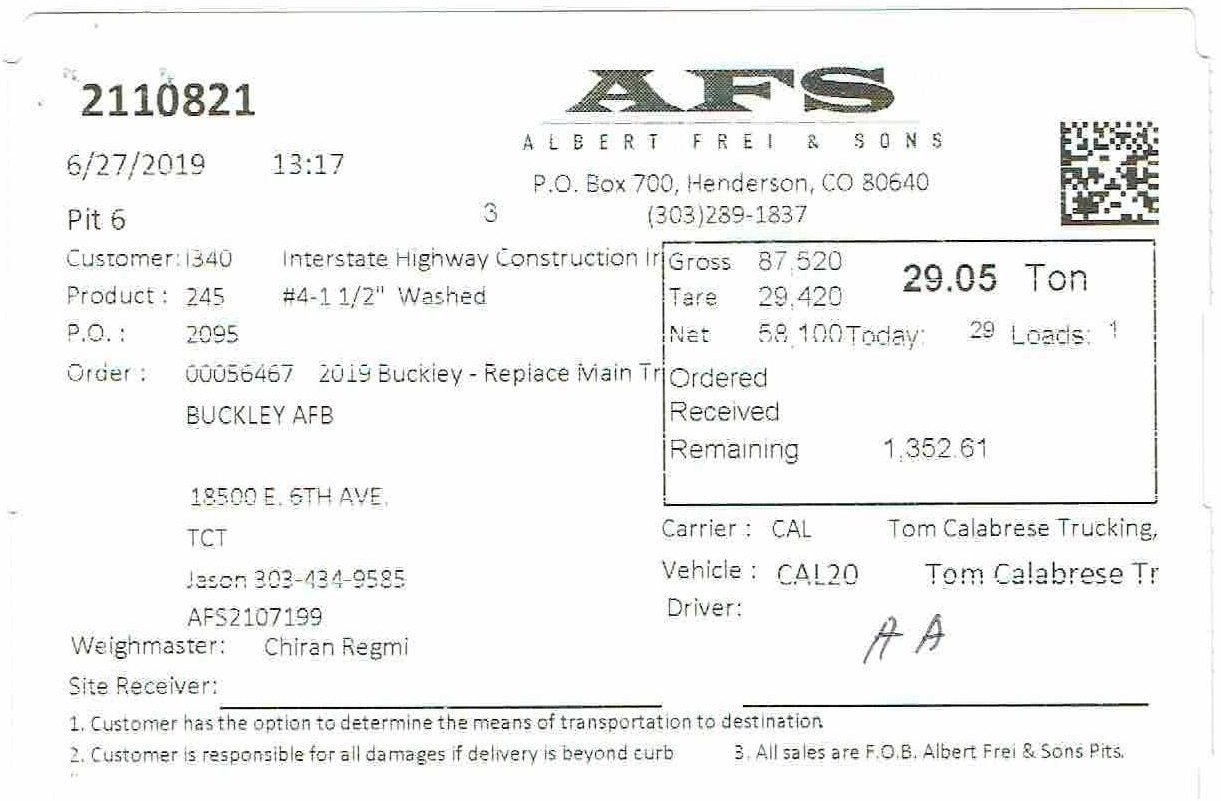 2110821
AFS
ALBERT FREI & SONS
6/27/2019 13:17
P.O. Box 700, Henderson, CO 80640
Pit 6 3 (303)289-1837
Customer: I340 Interstate Highway Construction Ir
Gross 87,520 29.05 Ton
Product : 245 #4-1 1/2" Washed
Tare 29,420
P.O. : 2095
Net 58,100 Today: 29 Loads: 1
Order : 00056467 2019 Buckley - Replace Main Tr
Ordered
BUCKLEY AFB
Received
Remaining 1,352.61
18500 E. 6TH AVE.
Carrier : CAL Tom Calabrese Trucking,
TCT
Vehicle : CAL20 Tom Calabrese Tr
Jason 303-434-9585
Driver:
AFS2107199
A A
Weighmaster: Chiran Regmi
Site Receiver:
1. Customer has the option to determine the means of transportation to destination
2. Customer is responsible for all damages if delivery is beyond curb 3. All sales are F.O.B. Albert Frei & Sons Pits.